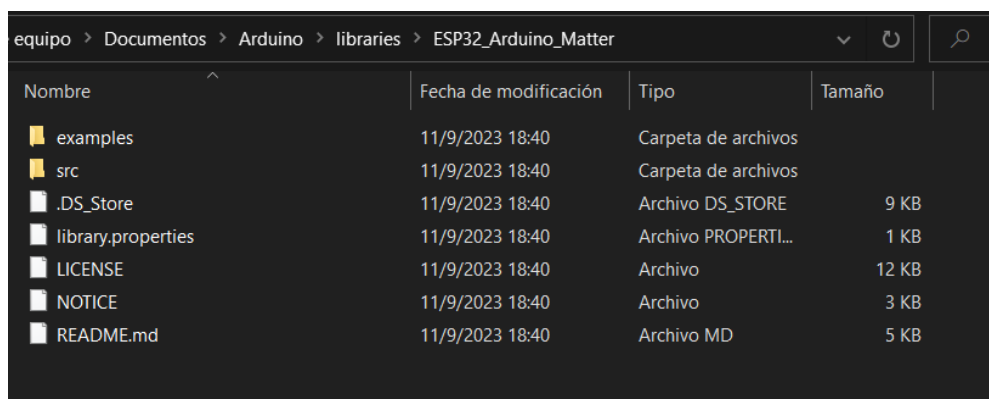 equipo > Documentos > Arduino > libraries > ESP32_Arduino_Matter
Nombre Fecha de modificación Tipo Tamaño
examples 11/9/2023 18:40 Carpeta de archivos
src 11/9/2023 18:40 Carpeta de archivos
.DS_Store 11/9/2023 18:40 Archivo DS_STORE 9 KB
library.properties 11/9/2023 18:40 Archivo PROPERTI... 1 KB
LICENSE 11/9/2023 18:40 Archivo 12 KB
NOTICE 11/9/2023 18:40 Archivo 3 KB
README.md 11/9/2023 18:40 Archivo MD 5 KB